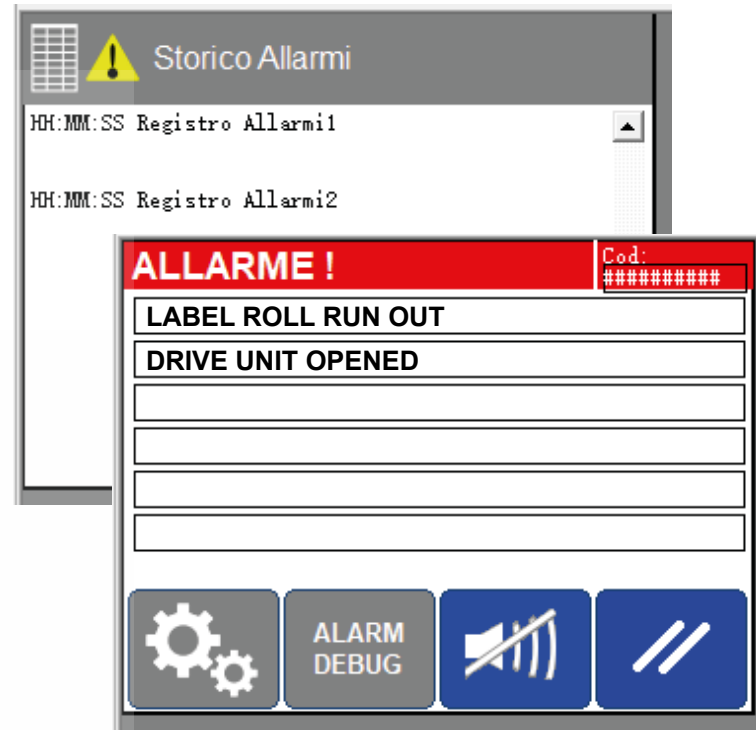 Storico Allarmi
HH:MM:SS Registro Allarmi1
HH:MM:SS Registro Allarmi2
ALLARME !
Cod:
##########
LABEL ROLL RUN OUT
DRIVE UNIT OPENED
ALARM
DEBUG